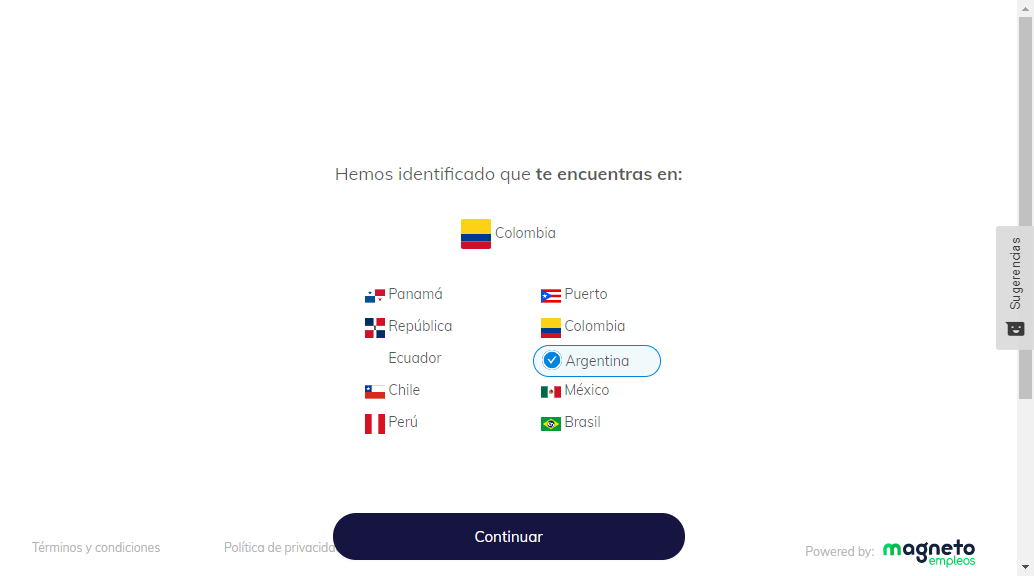 Hemos identificado que te encuentras en:
Colombia
Panamá
Puerto
República
Colombia
Ecuador
Argentina
Chile
México
Perú
Brasil
Continuar
Términos y condiciones
Política de privacida
Powered by:
magneto
empleos
Sugerencias